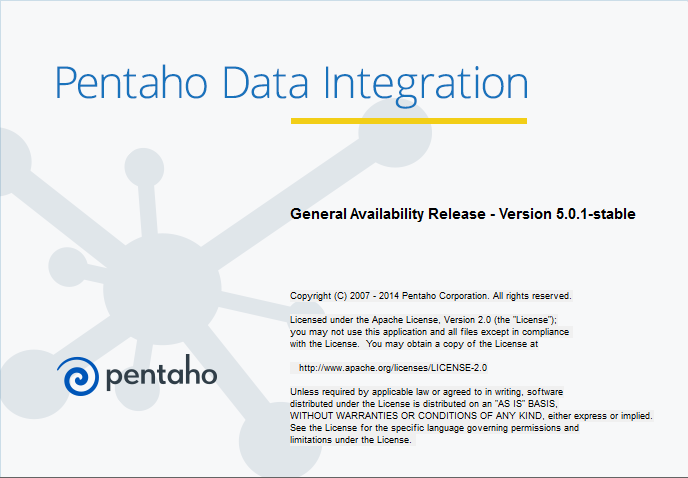 Pentaho Data Integration
General Availability Release - Version 5.0.1-stable
Copyright (C) 2007 - 2014 Pentaho Corporation. All rights reserved.
Licensed under the Apache License, Version 2.0 (the "License");
you may not use this application and all files except in compliance
with the License.  You may obtain a copy of the License at
http://www.apache.org/licenses/LICENSE-2.0
pentaho
Unless required by applicable law or agreed to in writing, software
distributed under the License is distributed on an "AS IS" BASIS,
WITHOUT WARRANTIES OR CONDITIONS OF ANY KIND, either express or implied.
See the License for the specific language governing permissions and
limitations under the License.